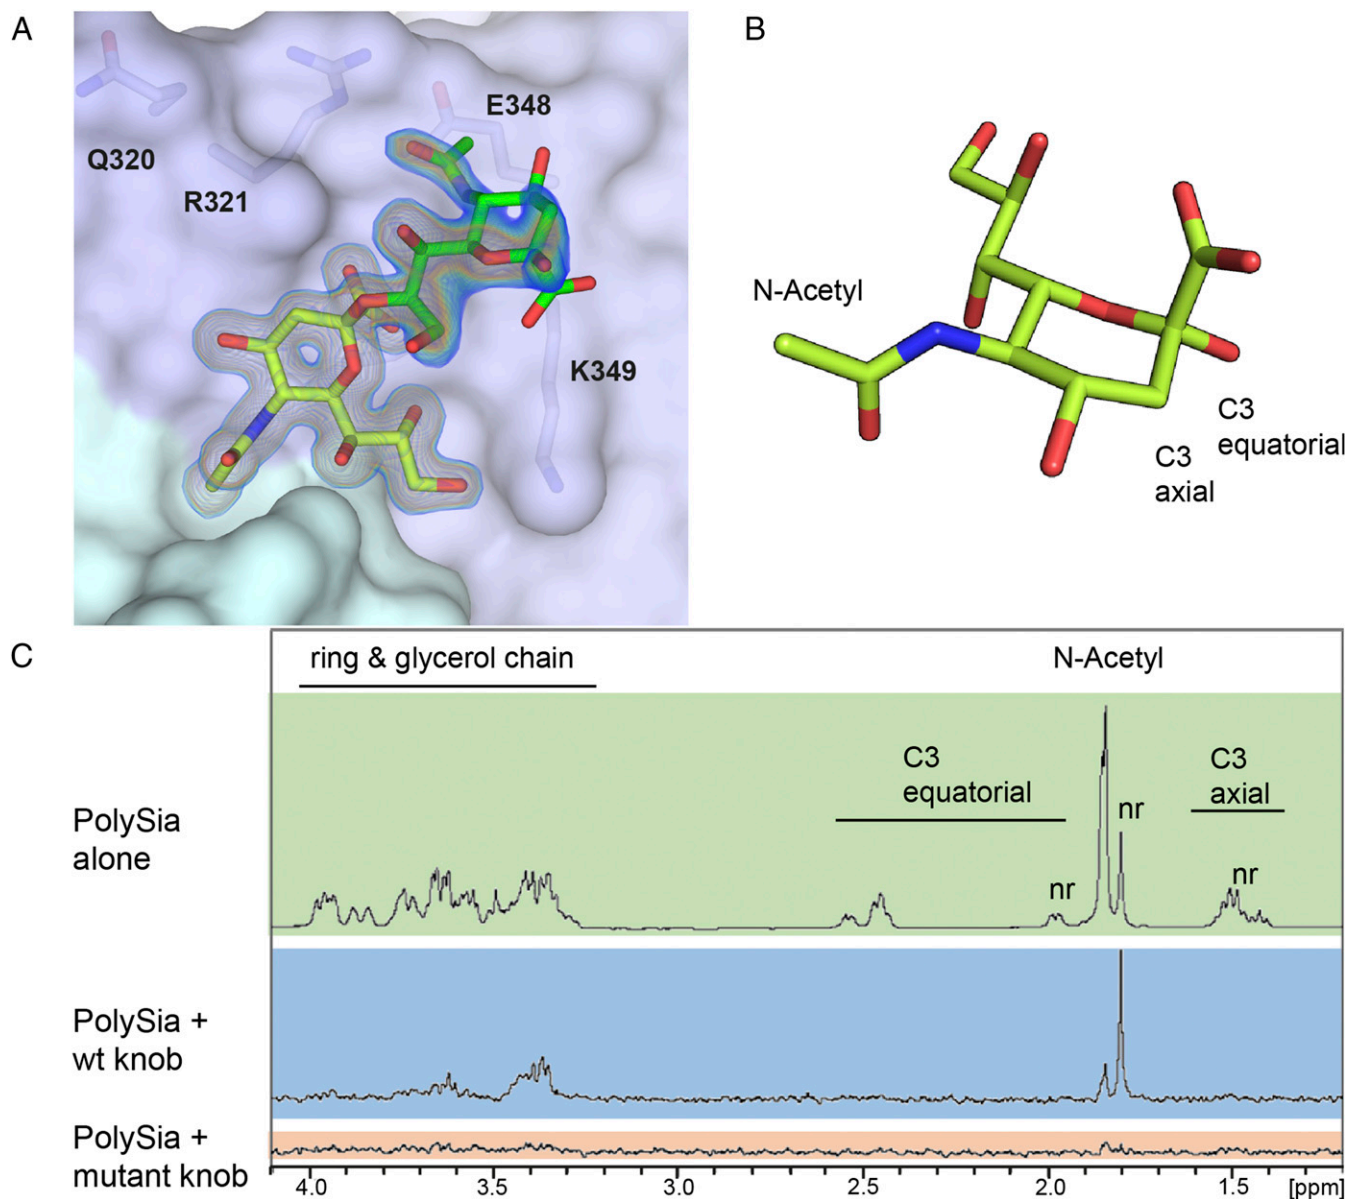 A
B
E348
Q320
R321
K349
N-Acetyl
C3
equatorial
C3
axial
C
ring & glycerol chain
N-Acetyl
PolySia
alone
C3
equatorial
C3
axial
nr
nr
nr
PolySia +
wt knob
PolySia +
mutant knob
4.0 3.5 3.0 2.5 2.0 1.5 [ppm]